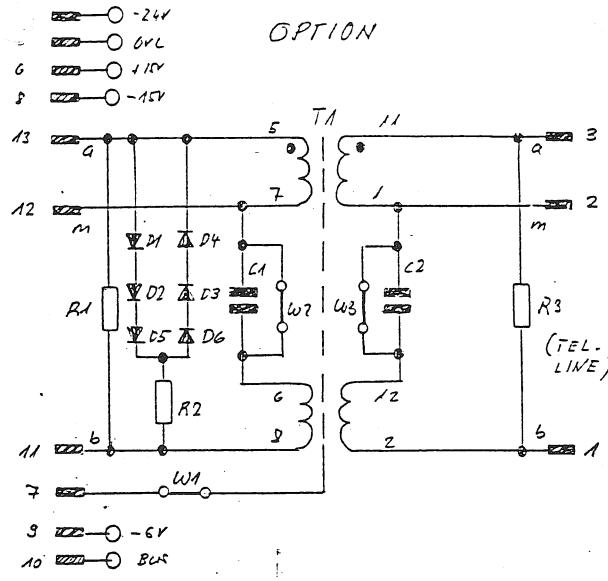 -24V
OPTION
0VL
6 +15V
8 -15V
T1
13 a 5 11 a 3
12 m 7 1 m 2
D1 D4
C1 C2
R1 D2 D3 W2 W3 R3
D5 D6
(TEL-
LINE)
R2 6 12
8 2
11 b b 1
7 W1
9 -6V
10